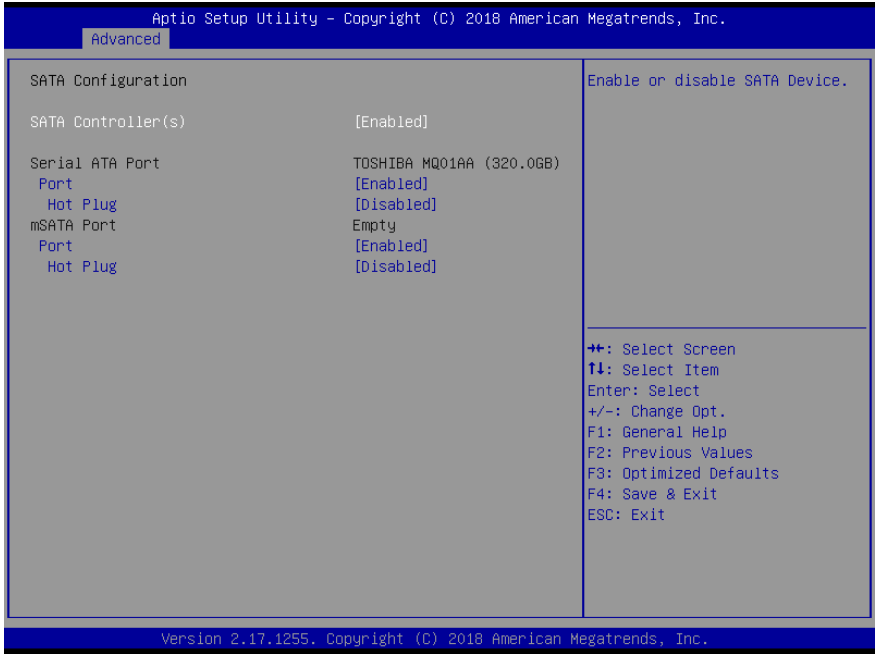 Aptio Setup Utility – Copyright (C) 2018 American Megatrends, Inc.
Advanced
SATA Configuration
SATA Controller(s) [Enabled]
Serial ATA Port TOSHIBA MQ01AA (320.0GB)
Port [Enabled]
Hot Plug [Disabled]
mSATA Port Empty
Port [Enabled]
Hot Plug [Disabled]
Enable or disable SATA Device.
→←: Select Screen
↑↓: Select Item
Enter: Select
+/-: Change Opt.
F1: General Help
F2: Previous Values
F3: Optimized Defaults
F4: Save & Exit
ESC: Exit
Version 2.17.1255. Copyright (C) 2018 American Megatrends, Inc.